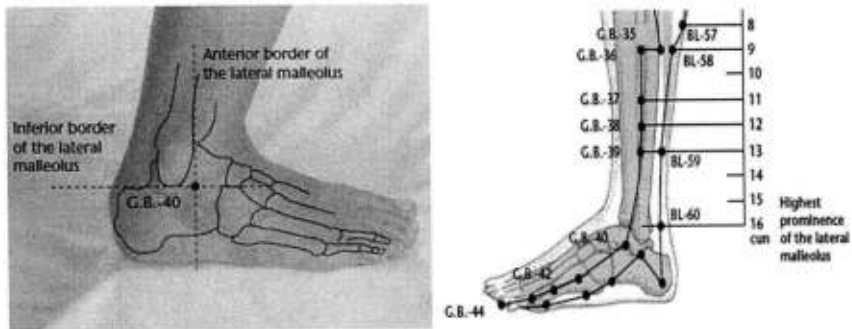 Anterior border of
the lateral malleolus
Inferior border
of the lateral
malleolus
G.B.-40
G.B.-35
G.B.-36
G.B.-37
G.B.-38
G.B.-39
G.B.-40
G.B.-42
G.B.-44
BL-57
BL-58
BL-59
BL-60
8
9
10
11
12
13
14
15
16
cun
Highest
prominence
of the lateral
malleolus